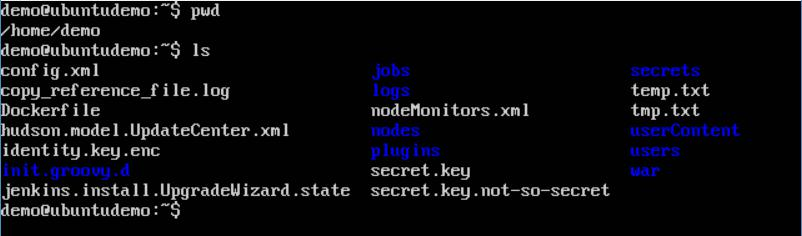 demo@ubuntudemo:~$ pwd
/home/demo
demo@ubuntudemo:~$ ls
config.xml jobs secrets
copy_reference_file.log logs temp.txt
Dockerfile nodeMonitors.xml tmp.txt
hudson.model.UpdateCenter.xml nodes userContent
identity.key.enc plugins users
init.groovy.d secret.key war
jenkins.install.UpgradeWizard.state secret.key.not-so-secret
demo@ubuntudemo:~$